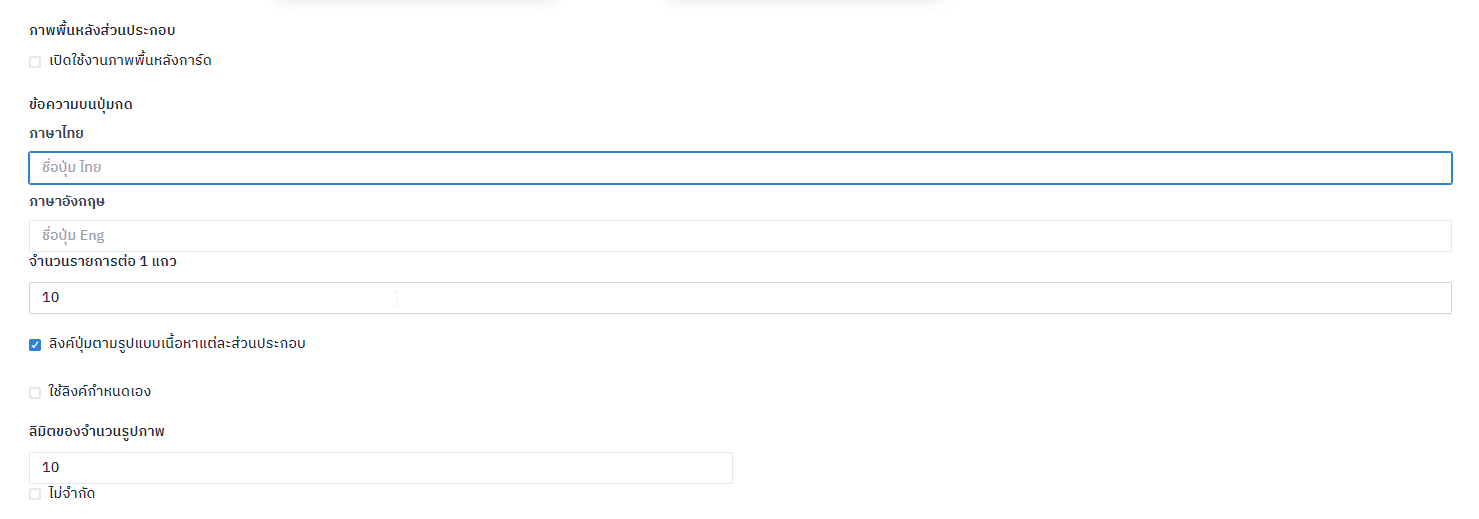 ภาพพื้นหลังส่วนประกอบ
เปิดใช้งานภาพพื้นหลังการ์ด
ข้อความบนปุ่มกด
ภาษาไทย
ชื่อปุ่ม ไทย
ภาษาอังกฤษ
ชื่อปุ่ม Eng
จำนวนรายการต่อ 1 แถว
10
ลิงค์ปุ่มตามรูปแบบเนื้อหาแต่ละส่วนประกอบ
ใช้ลิงค์กำหนดเอง
ลิมิตของจำนวนรูปภาพ
10
ไม่จำกัด